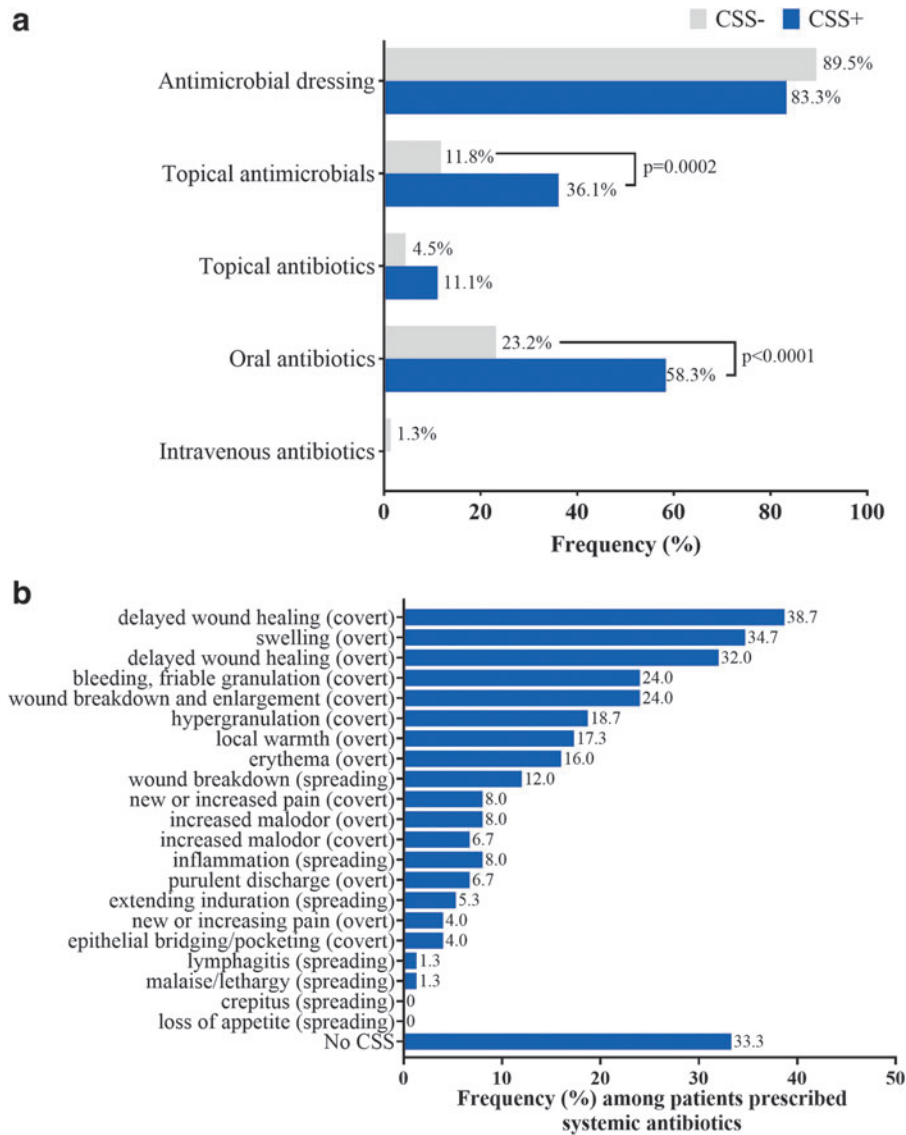 a
CSS- CSS+
Antimicrobial dressing 89.5%
83.3%
Topical antimicrobials 11.8%
36.1%
p=0.0002
Topical antibiotics 4.5%
11.1%
Oral antibiotics 23.2%
58.3%
p<0.0001
Intravenous antibiotics 1.3%
0 20 40 60 80 100
Frequency (%)
b
delayed wound healing (covert) 38.7
swelling (overt) 34.7
delayed wound healing (overt) 32.0
bleeding, friable granulation (covert) 24.0
wound breakdown and enlargement (covert) 24.0
hypergranulation (covert) 18.7
local warmth (overt) 17.3
erythema (overt) 16.0
wound breakdown (spreading) 12.0
new or increased pain (covert) 8.0
increased malodor (overt) 8.0
increased malodor (covert) 6.7
inflammation (spreading) 8.0
purulent discharge (overt) 6.7
extending induration (spreading) 5.3
new or increasing pain (overt) 4.0
epithelial bridging/pocketing (covert) 4.0
lymphagitis (spreading) 1.3
malaise/lethargy (spreading) 1.3
crepitus (spreading) 0
loss of appetite (spreading) 0
No CSS 33.3
0 10 20 30 40 50
Frequency (%) among patients prescribed
systemic antibiotics